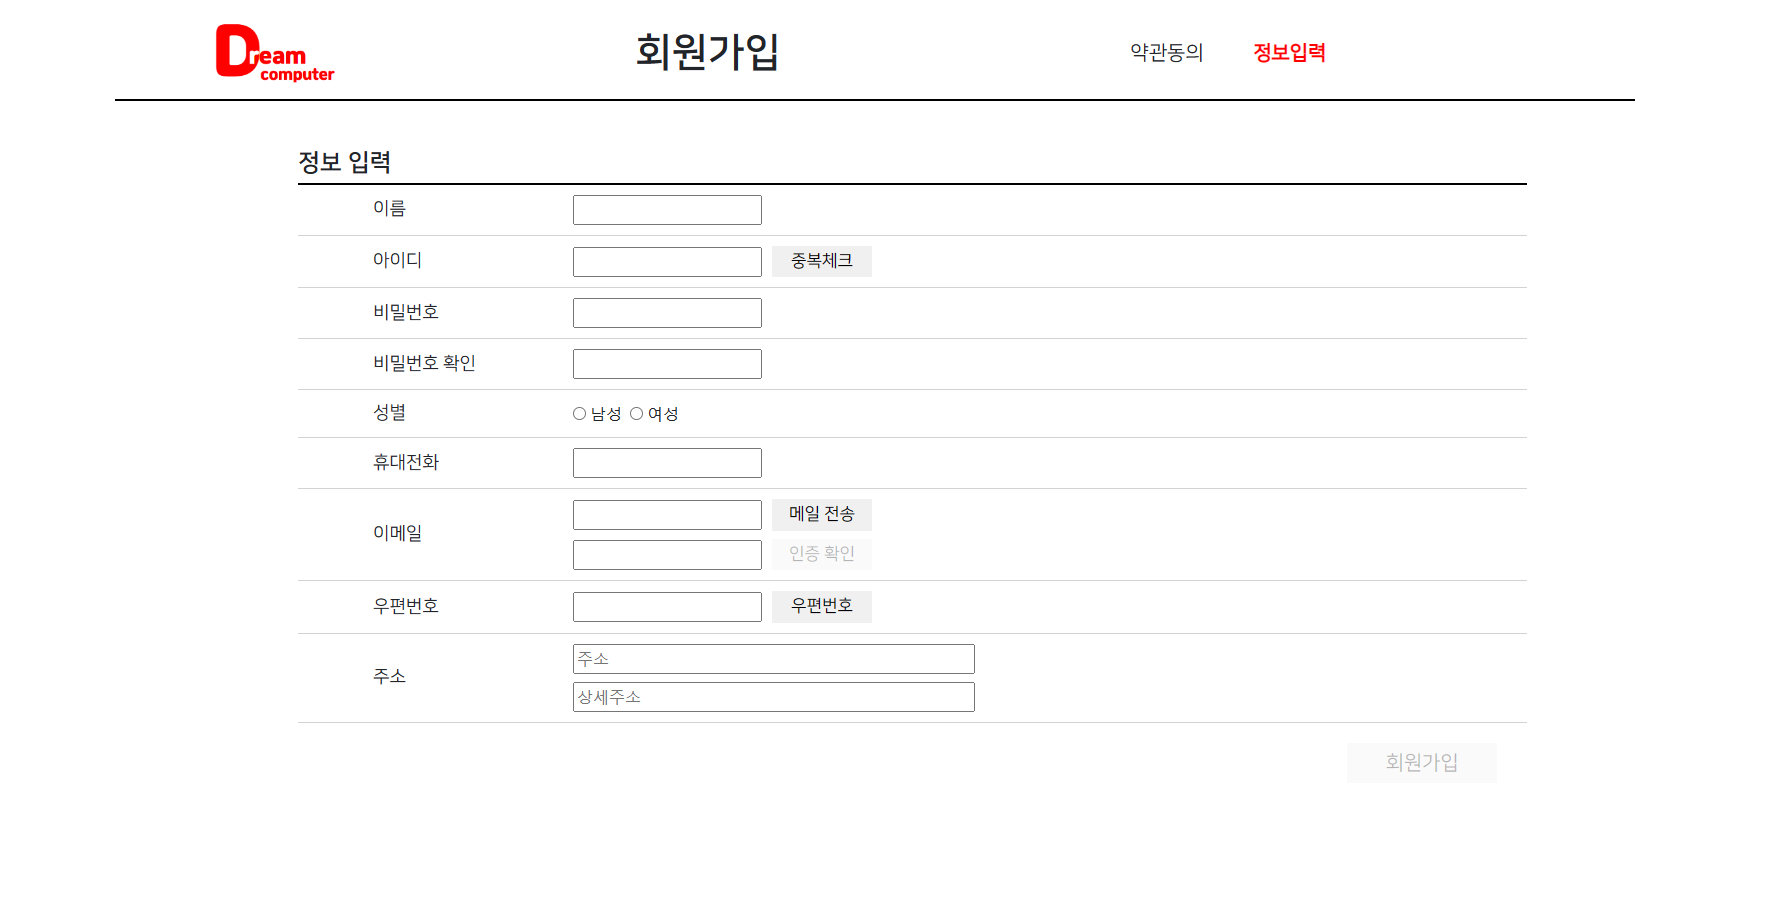 Dream
computer
회원가입
약관동의 정보입력
정보 입력
이름
아이디 중복체크
비밀번호
비밀번호 확인
성별 남성 여성
휴대전화
이메일 메일 전송
인증 확인
우편번호 우편번호
주소 주소
상세주소
회원가입